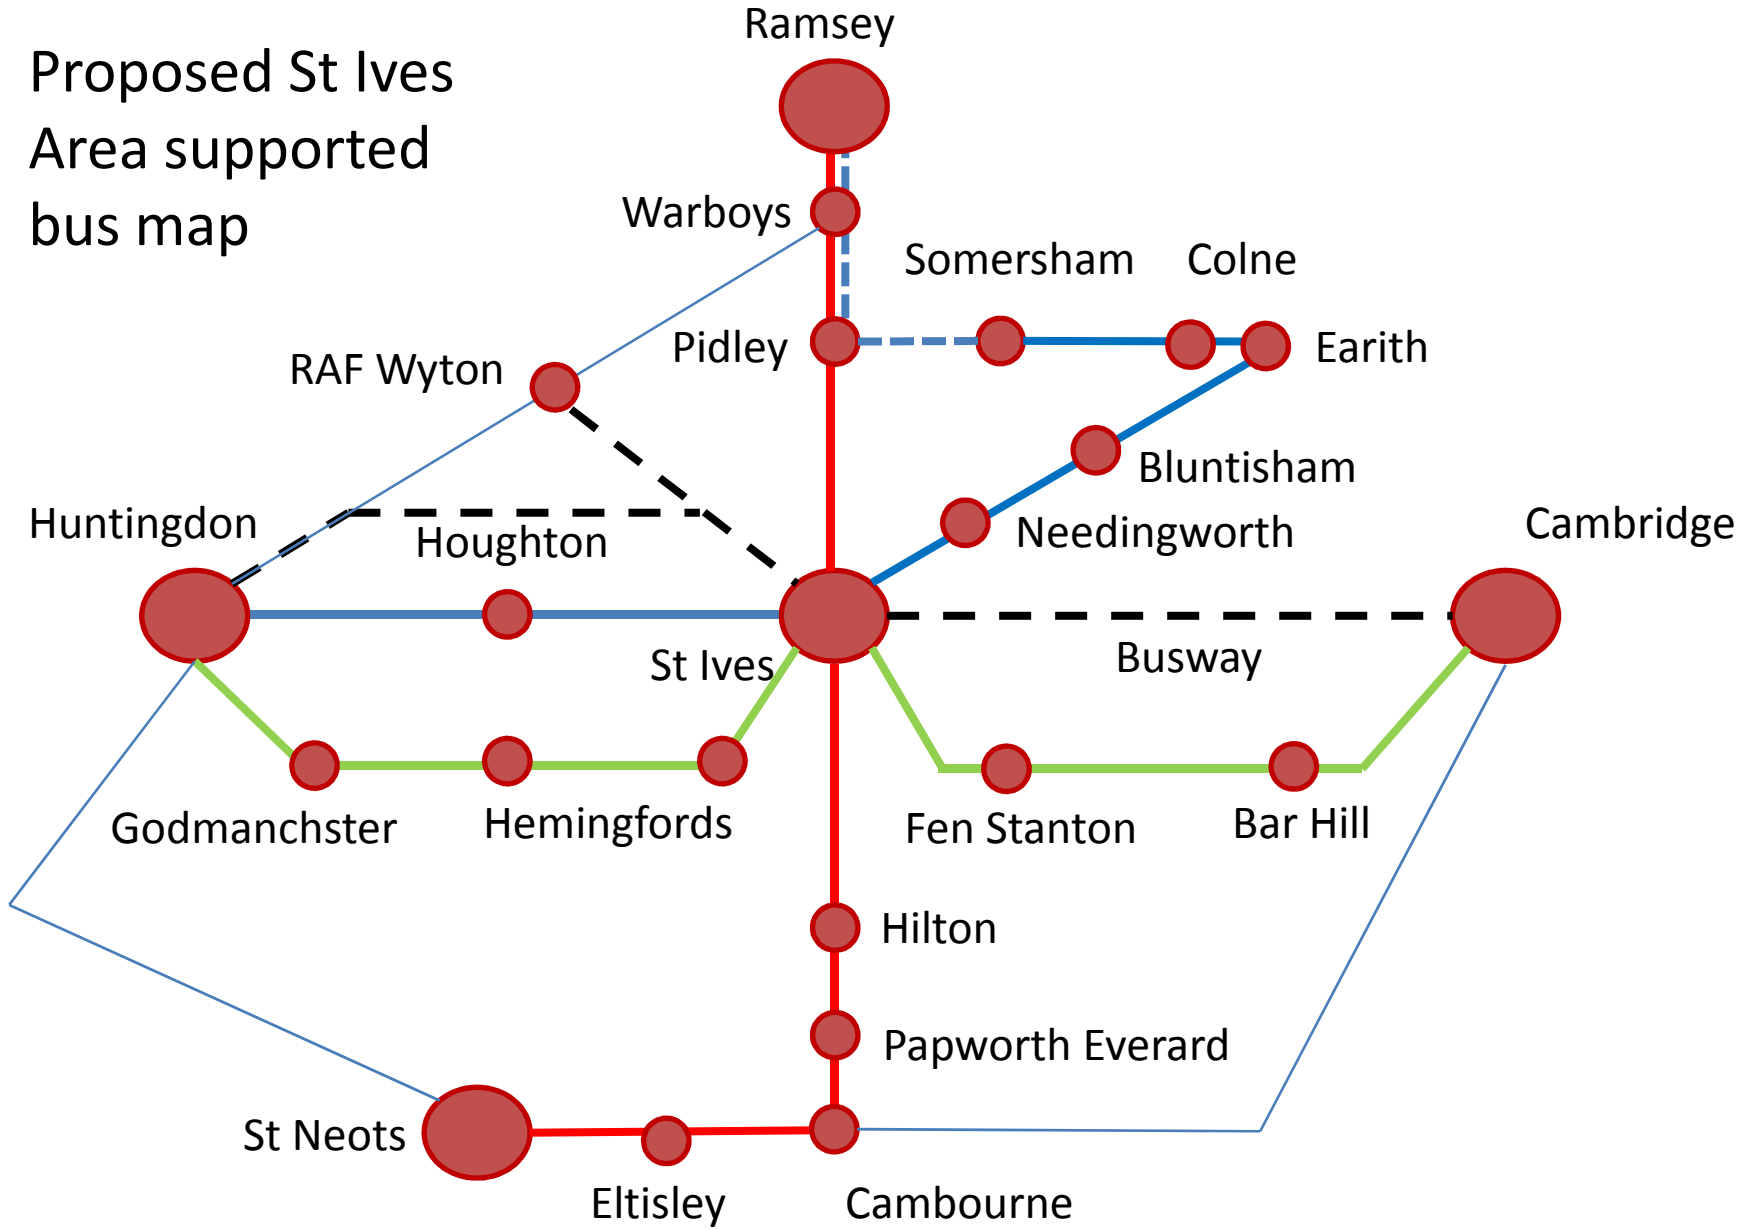 Ramsey
Proposed St Ives
Area supported
bus map
Warboys
Somersham
Colne
Pidley
Earith
RAF Wyton
Bluntisham
Huntingdon
Houghton
Needingworth
Cambridge
St Ives
Busway
Godmanchster
Hemingfords
Fen Stanton
Bar Hill
Hilton
Papworth Everard
St Neots
Eltisley
Cambourne